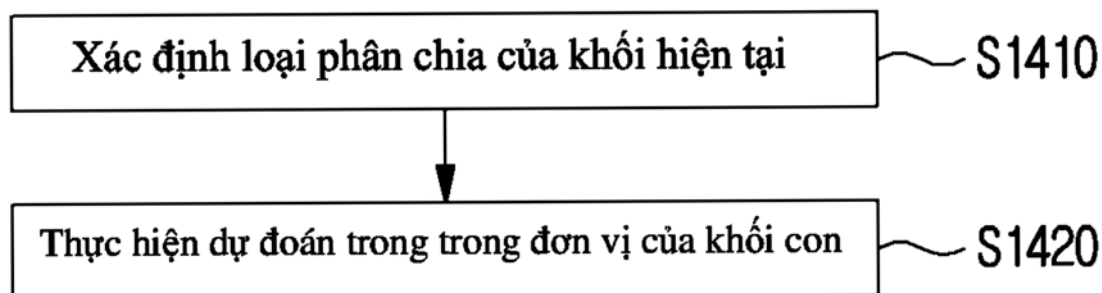 Xác định loại phân chia của khối hiện tại S1410
Thực hiện dự đoán trong trong đơn vị của khối con S1420